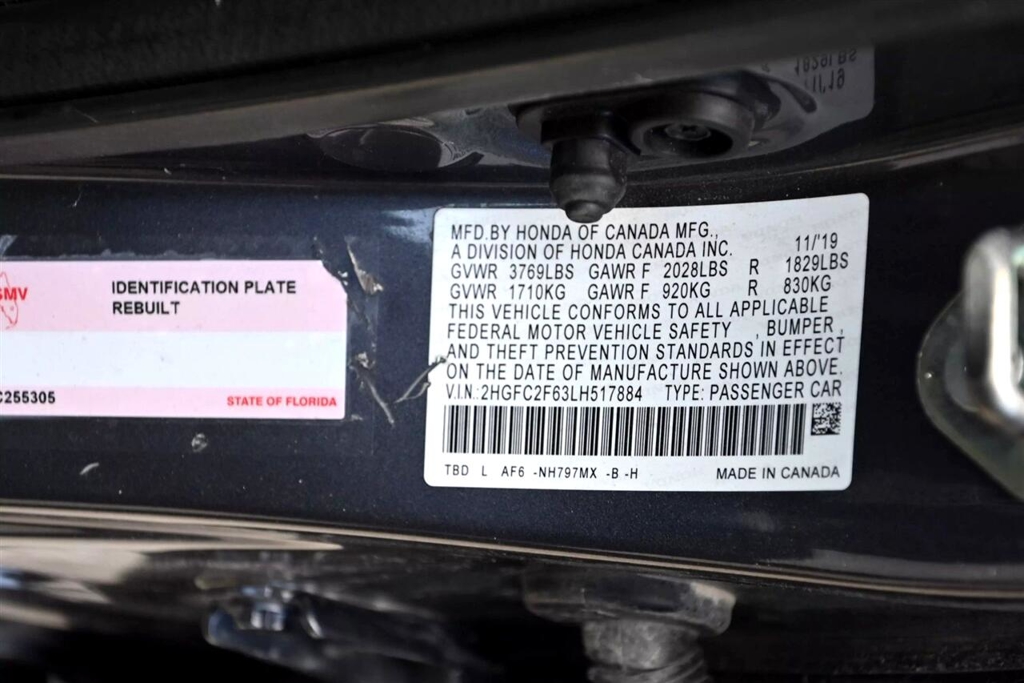 1829LBS
11/'19
MFD.BY HONDA OF CANADA MFG.,
A DIVISION OF HONDA CANADA INC. 11/'19
GVWR 3769LBS GAWR F 2028LBS R 1829LBS
GVWR 1710KG GAWR F 920KG R 830KG
THIS VEHICLE CONFORMS TO ALL APPLICABLE
FEDERAL MOTOR VEHICLE SAFETY , BUMPER,
AND THEFT PREVENTION STANDARDS IN EFFECT
ON THE DATE OF MANUFACTURE SHOWN ABOVE.
V.I.N.:2HGFC2F63LH517884 TYPE: PASSENGER CAR
TBD L AF6 -NH797MX -B -H MADE IN CANADA
IDENTIFICATION PLATE
REBUILT
C255305 STATE OF FLORIDA